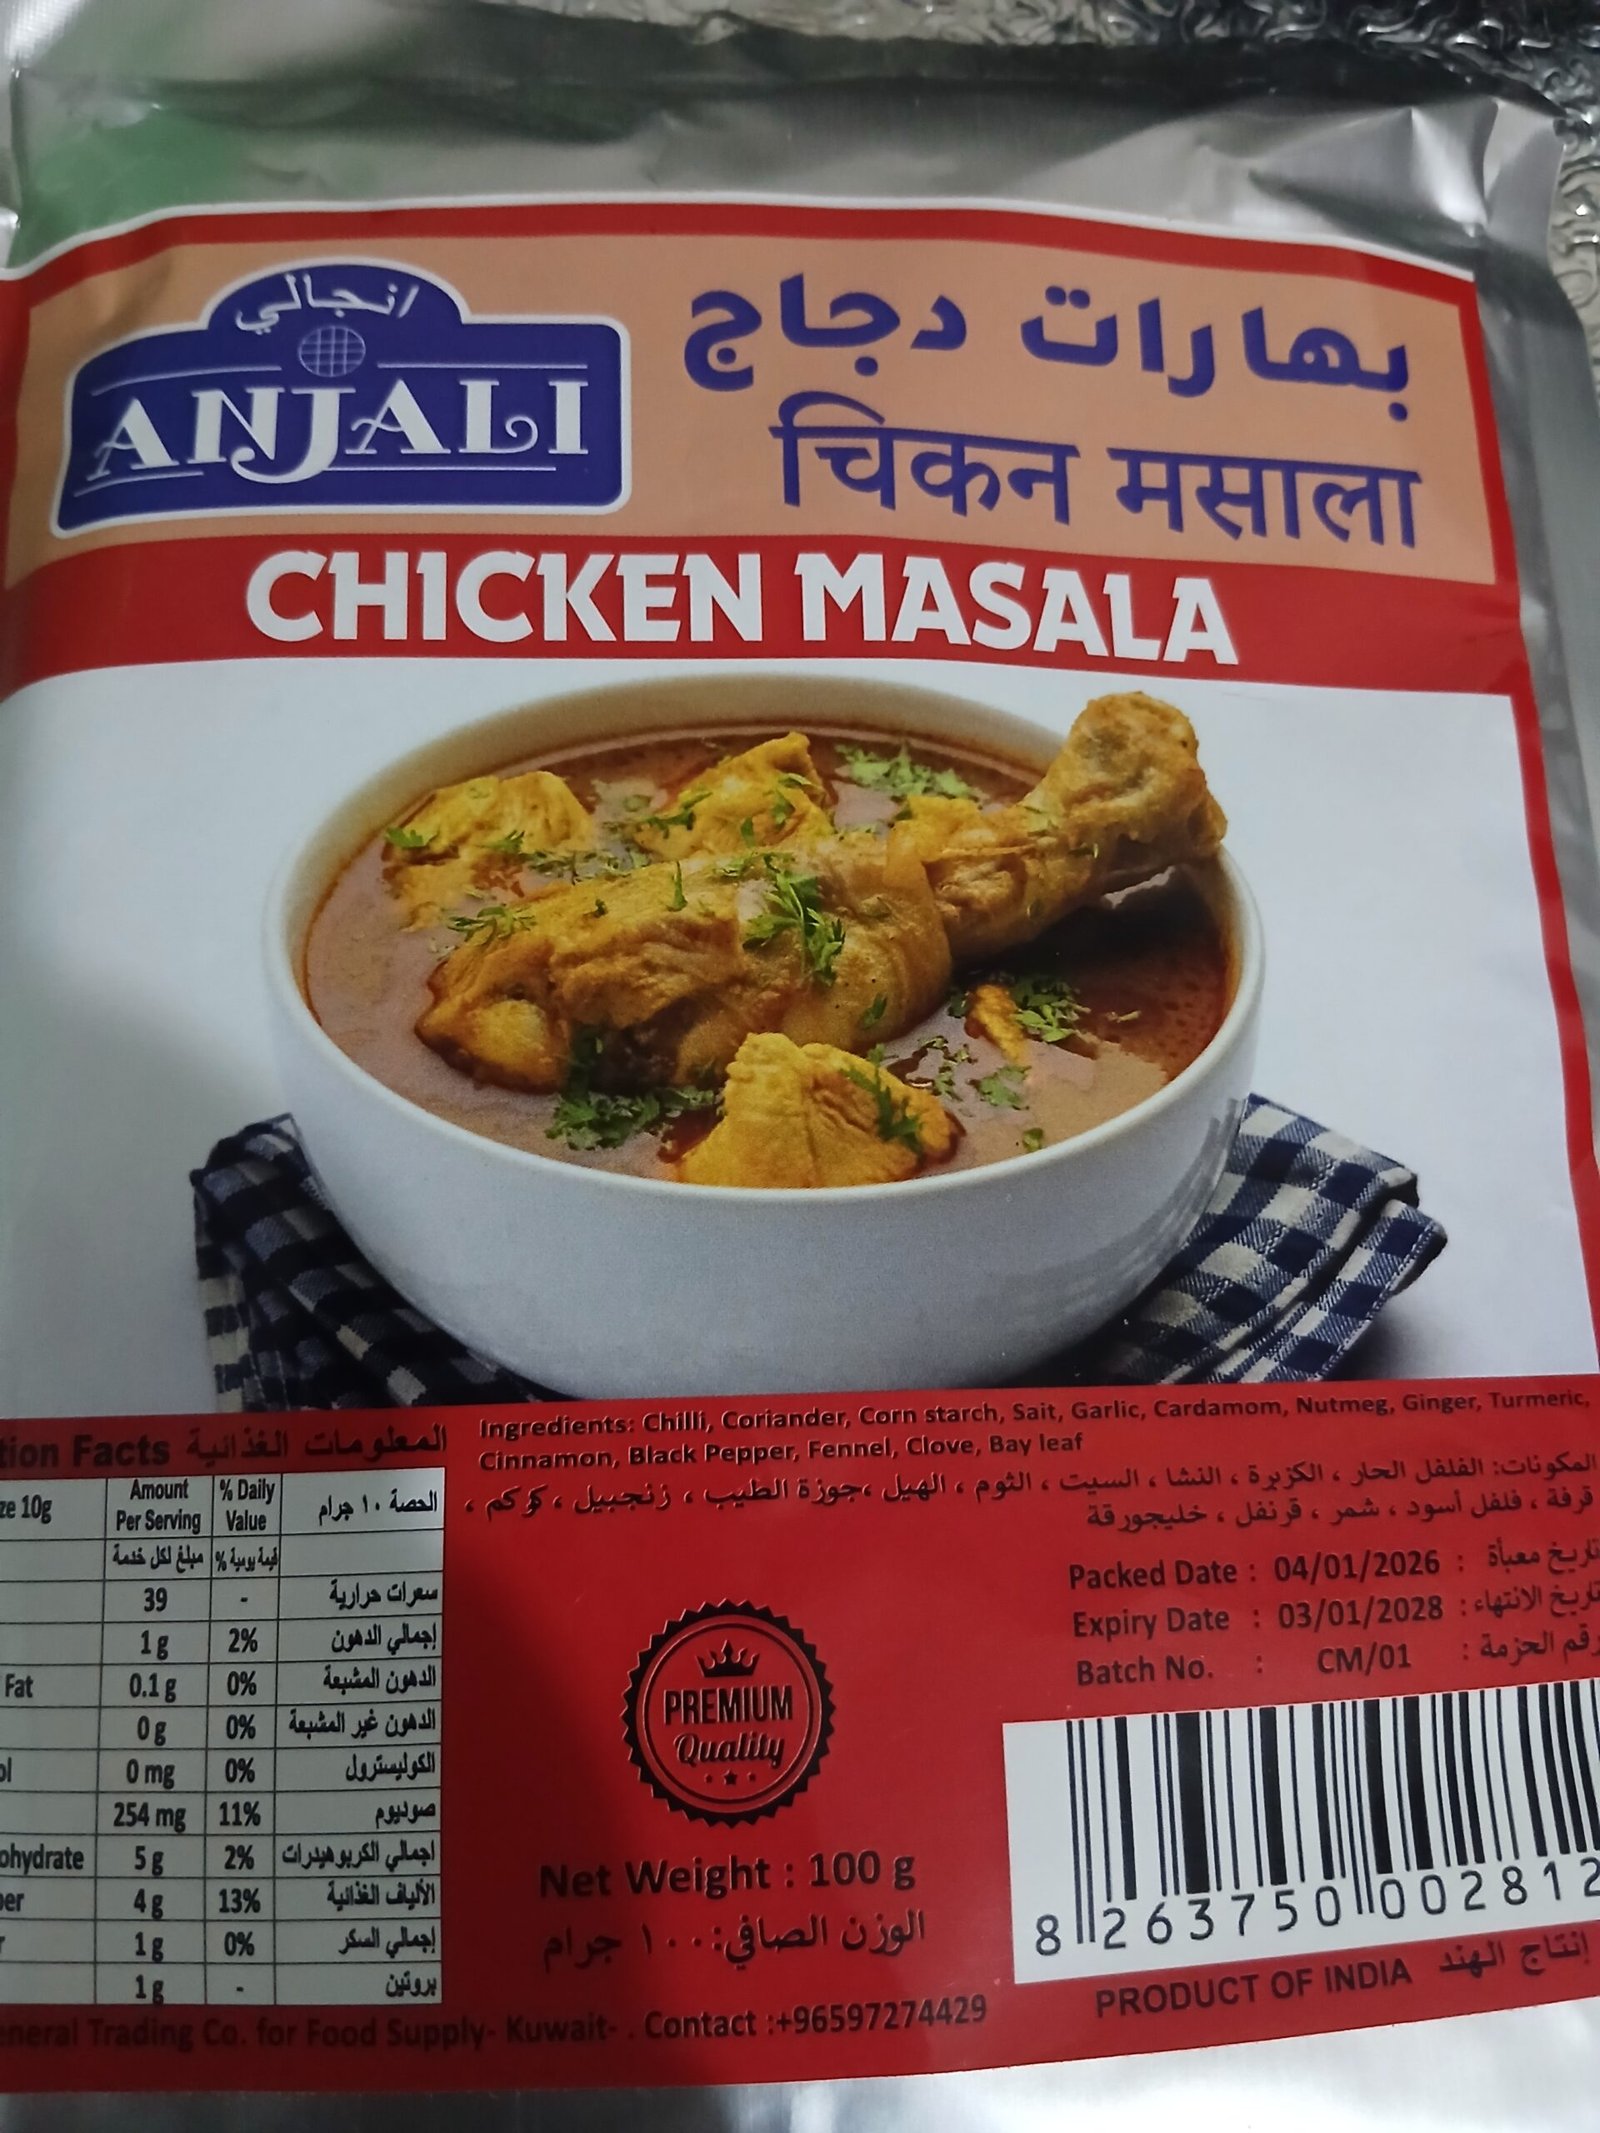 انجالي
ANJALI
بهارات دجاج
चिकन मसाला
CHICKEN MASALA
Ingredients: Chilli, Coriander, Corn starch, Sait, Garlic, Cardamom, Nutmeg, Ginger, Turmeric,
Cinnamon, Black Pepper, Fennel, Clove, Bay leaf
المكونات: الفلفل الحار ، الكزبرة ، النشا ، السيت ، الثوم ، الهيل ،جوزة الطيب ، زنجبيل ، كركم ،
قرفة ، فلفل أسود ، شمر ، قرنفل ، خليجورقة
Facts المعلومات الغذائية
10g Amount Per Serving % Daily Value الحصة ١٠ جرام
مبلغ لكل خدمة قيمة يومية %
39 - سعرات حرارية
1 g 2% إجمالي الدهون
Fat 0.1 g 0% الدهون المشبعة
0 g 0% الدهون غير المشبعة
0 mg 0% الكوليسترول
254 mg 11% صوديوم
5 g 2% اجمالي الكربوهيدرات
4 g 13% الألياف الغذائية
1 g 0% إجمالي السكر
1 g - بروتين
Packed Date : 04/01/2026 : تاريخ معبأة
Expiry Date : 03/01/2028 : تاريخ الانتهاء
Batch No. : CM/01 : رقم الحزمة
PREMIUM
Quality
Net Weight : 100 g
الوزن الصافي: ١٠٠ جرام
8 263750 002812
PRODUCT OF INDIA إنتاج الهند
Trading Co. for Food Supply- Kuwait- . Contact :+96597274429